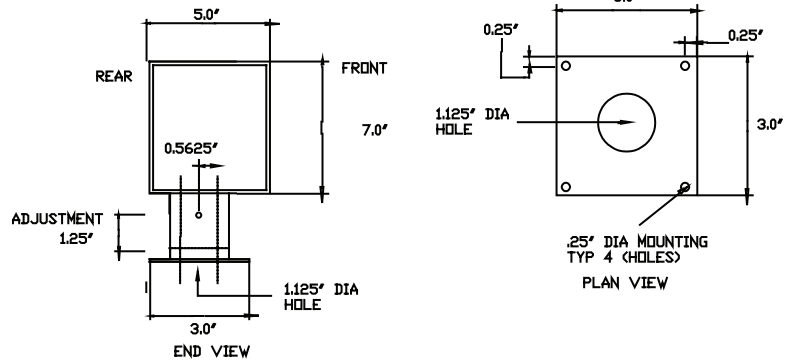 5.0"
REAR
FRONT
7.0"
0.5625"
ADJUSTMENT
1.25"
1.125" DIA
HOLE
3.0"
END VIEW
0.25"
0.25"
1.125" DIA
HOLE
3.0"
.25" DIA MOUNTING
TYP 4 (HOLES)
PLAN VIEW